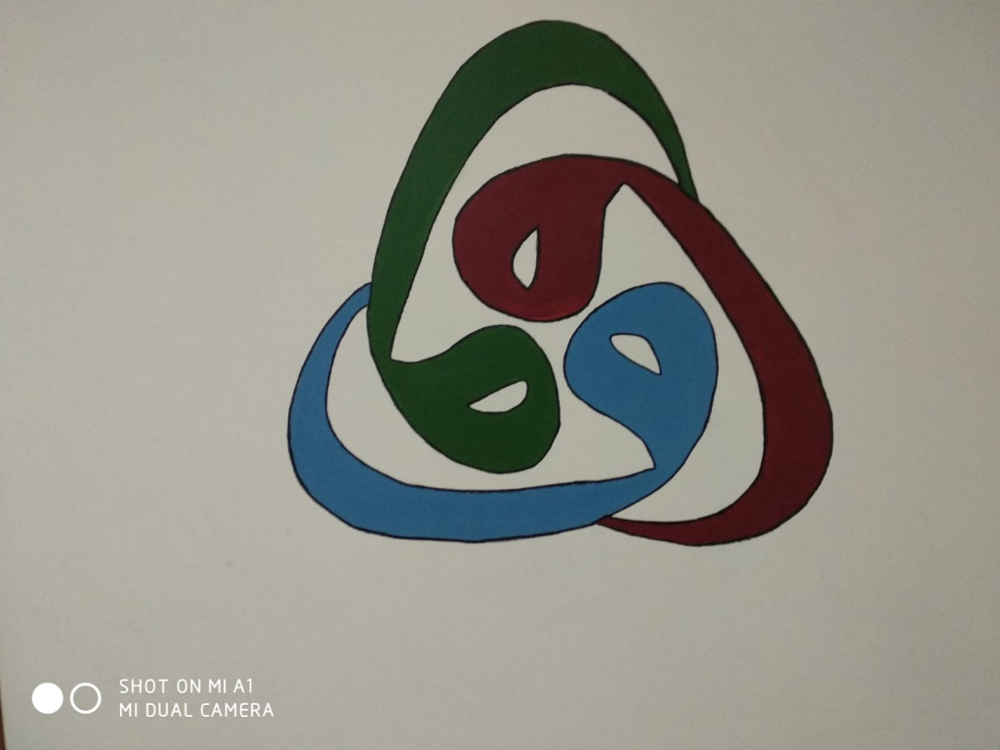 و و و
SHOT ON MI A1
MI DUAL CAMERA